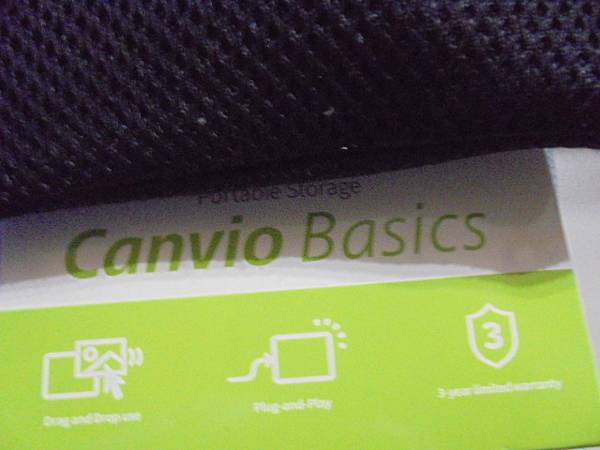 Portable Storage
Canvio Basics
3
Drag and Drop use
Plug-and-Play
3-year limited warranty